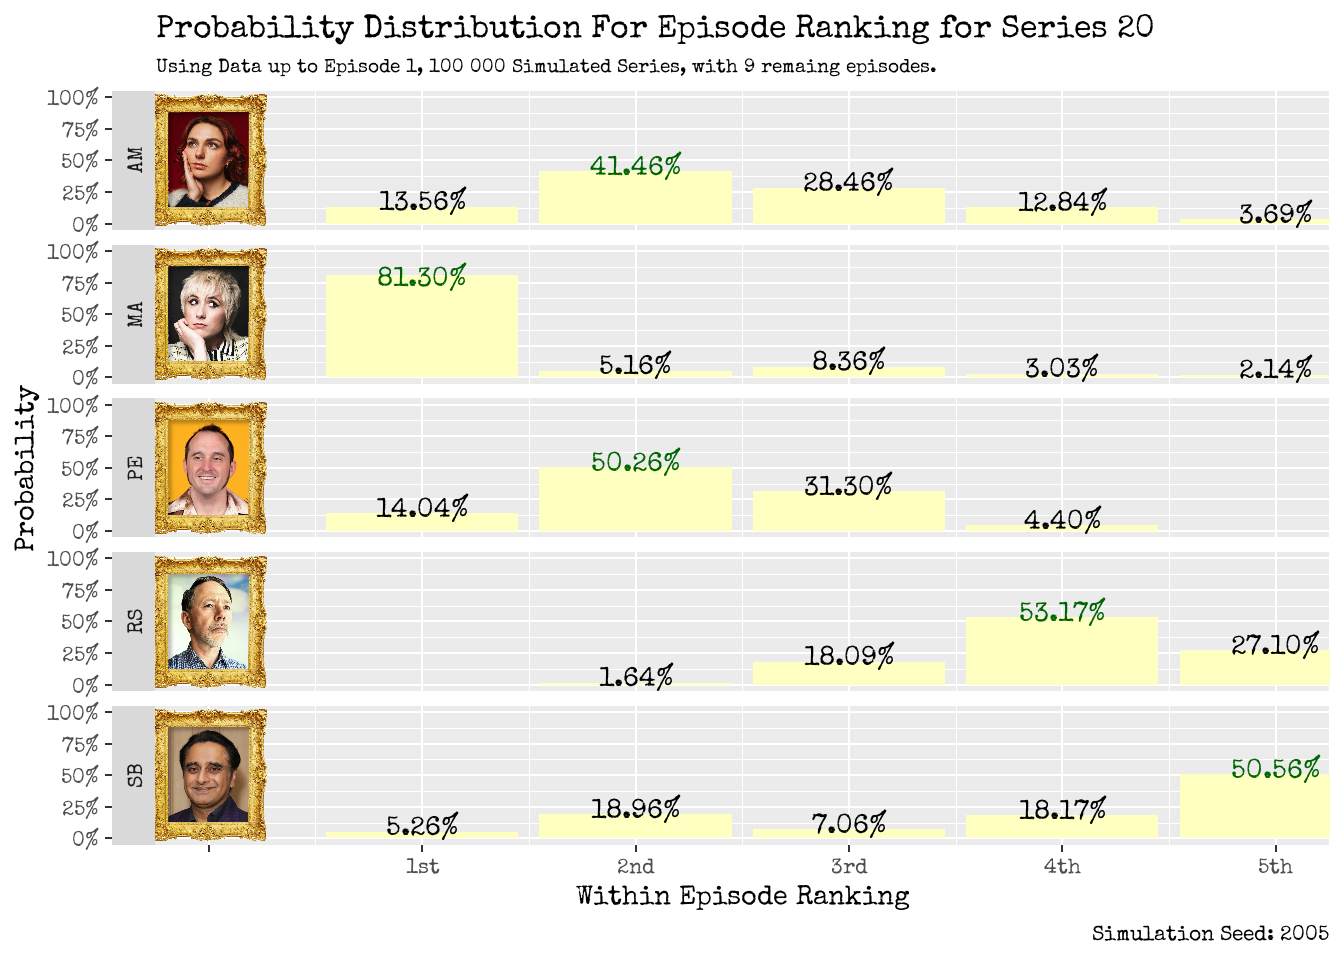 Probability Distribution For Episode Ranking for Series 20
Using Data up to Episode 1, 100 000 Simulated Series, with 9 remaing episodes.
Probability
100%
75%
50%
25%
0%
AM
13.56% 41.46% 28.46% 12.84% 3.69%
100%
75%
50%
25%
0%
MA
81.30% 5.16% 8.36% 3.03% 2.14%
100%
75%
50%
25%
0%
PE
14.04% 50.26% 31.30% 4.40%
100%
75%
50%
25%
0%
RS
1.64% 18.09% 53.17% 27.10%
100%
75%
50%
25%
0%
SB
5.26% 18.96% 7.06% 18.17% 50.56%
1st 2nd 3rd 4th 5th
Within Episode Ranking
Simulation Seed: 2005